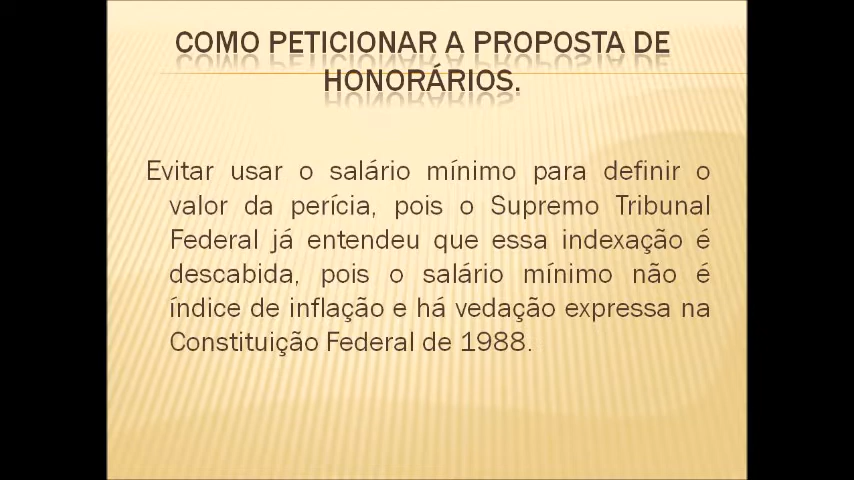 COMO PETICIONAR A PROPOSTA DE
HONORÁRIOS.
Evitar usar o salário mínimo para definir o
valor da perícia, pois o Supremo Tribunal
Federal já entendeu que essa indexação é
descabida, pois o salário mínimo não é
índice de inflação e há vedação expressa na
Constituição Federal de 1988.